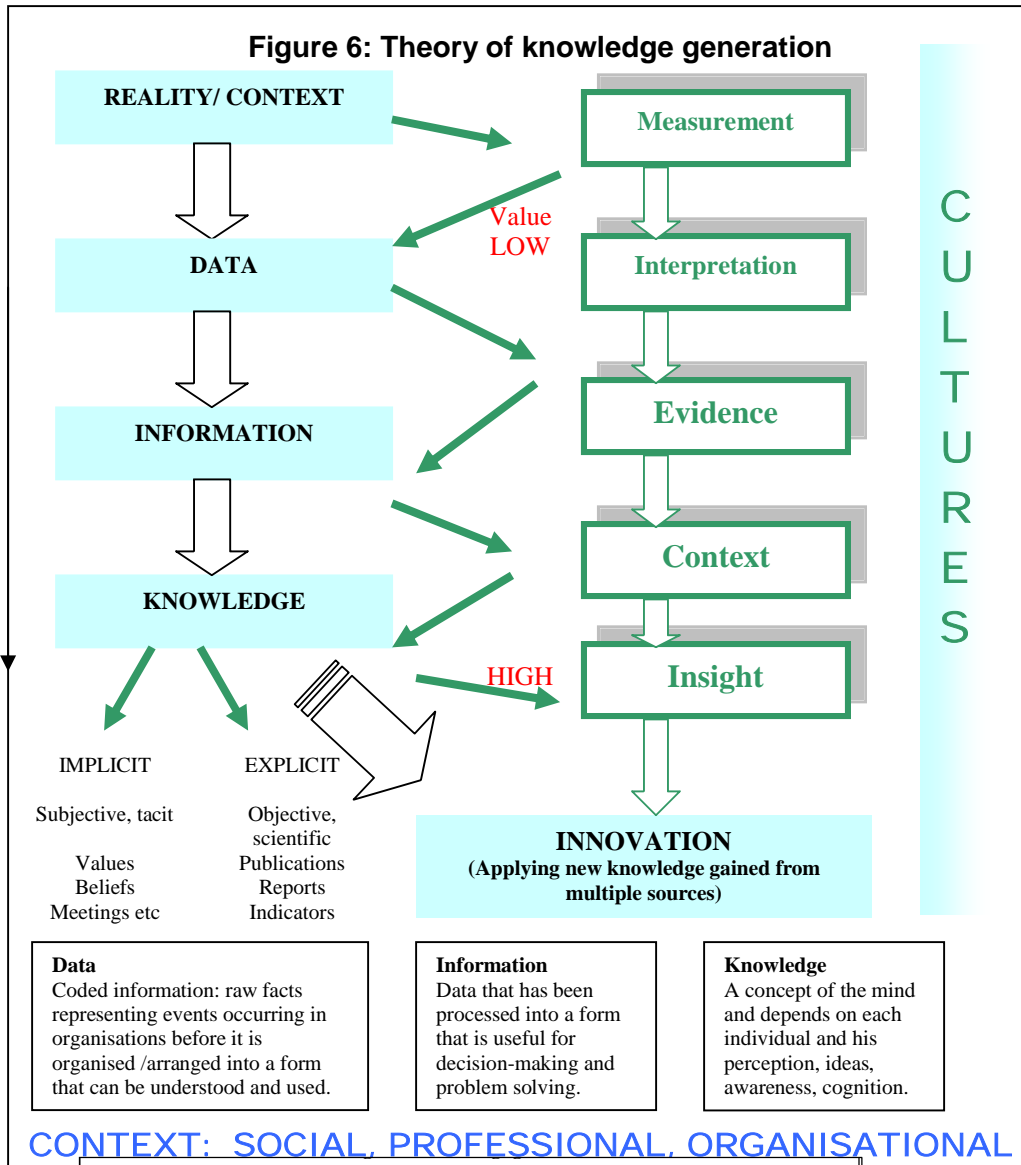 Figure 6: Theory of knowledge generation
REALITY/ CONTEXT
Measurement
Value
LOW
DATA
Interpretation
INFORMATION
Evidence
KNOWLEDGE
Context
HIGH
Insight
IMPLICIT
Subjective, tacit
Values
Beliefs
Meetings etc
EXPLICIT
Objective,
scientific
Publications
Reports
Indicators
INNOVATION
(Applying new knowledge gained from
multiple sources)
CULTURES
Data
Coded information: raw facts
representing events occurring in
organisations before it is
organised /arranged into a form
that can be understood and used.
Information
Data that has been
processed into a form
that is useful for
decision-making and
problem solving.
Knowledge
A concept of the mind
and depends on each
individual and his
perception, ideas,
awareness, cognition.
CONTEXT: SOCIAL, PROFESSIONAL, ORGANISATIONAL